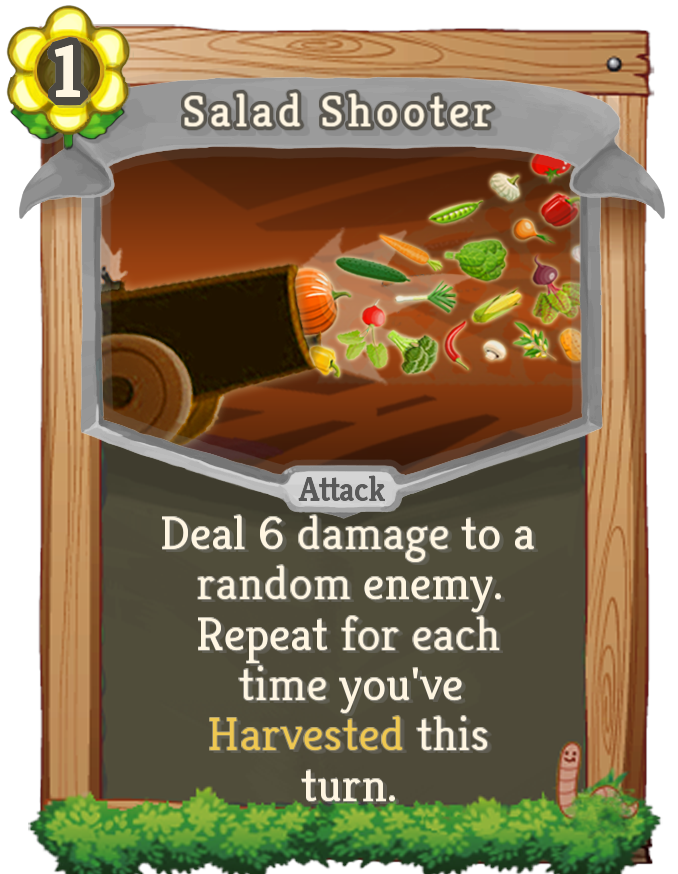 1
Salad Shooter
Attack
Deal 6 damage to a
random enemy.
Repeat for each
time you've
Harvested this
turn.